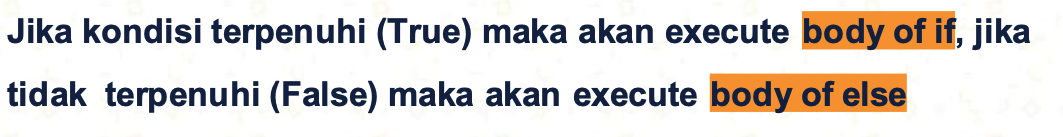 Jika kondisi terpenuhi (True) maka akan execute body of if, jika
tidak  terpenuhi (False) maka akan execute body of else